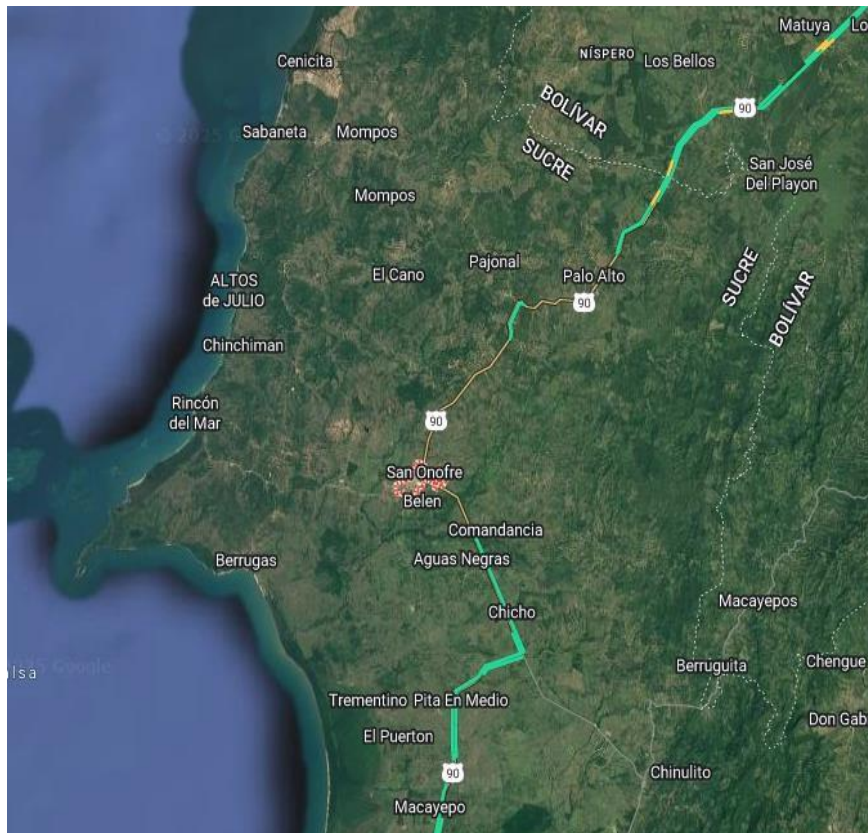 Matuya
Lo
NÍSPERO
Los Bellos
Cenicita
90
BOLÍVAR
Sabaneta
Mompos
SUCRE
San José
Del Playon
Mompos
Pajonal
Palo Alto
El Cano
SUCRE
BOLÍVAR
ALTOS
de JULIO
90
Chinchiman
Rincón
del Mar
90
San Onofre
Belen
Comandancia
Aguas Negras
Berrugas
Chicho
Macayepos
Berruguita
Chengue
alsa
Trementino
Pita En Medio
Don Gab
El Puerton
90
Chinulito
Macayepo